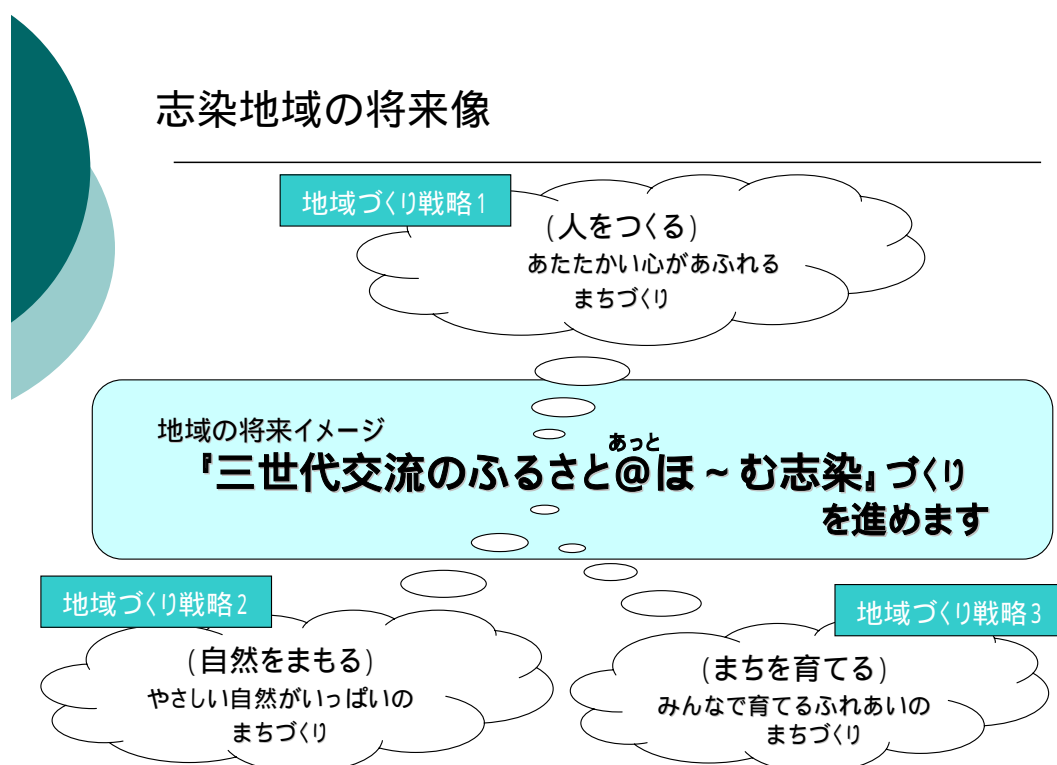 志染地域の将来像
地域づくり戦略1
(人をつくる)
あたたかい心があふれる
まちづくり
地域の将来イメージ
あっと
『三世代交流のふるさと@ほ~む志染』づくり
を進めます
地域づくり戦略2
(自然をまもる)
やさしい自然がいっぱいの
まちづくり
地域づくり戦略3
(まちを育てる)
みんなで育てるふれあいの
まちづくり